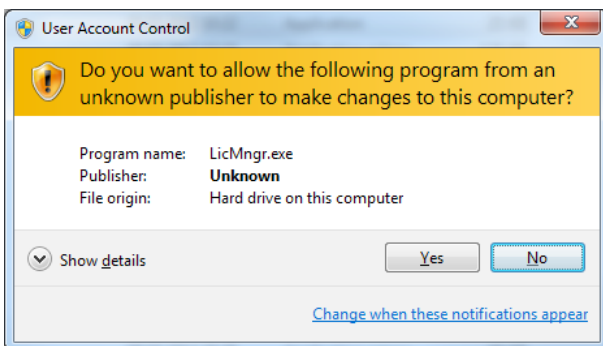 User Account Control
Do you want to allow the following program from an
unknown publisher to make changes to this computer?
Program name: LicMngr.exe
Publisher: Unknown
File origin: Hard drive on this computer
Show details Yes No
Change when these notifications appear